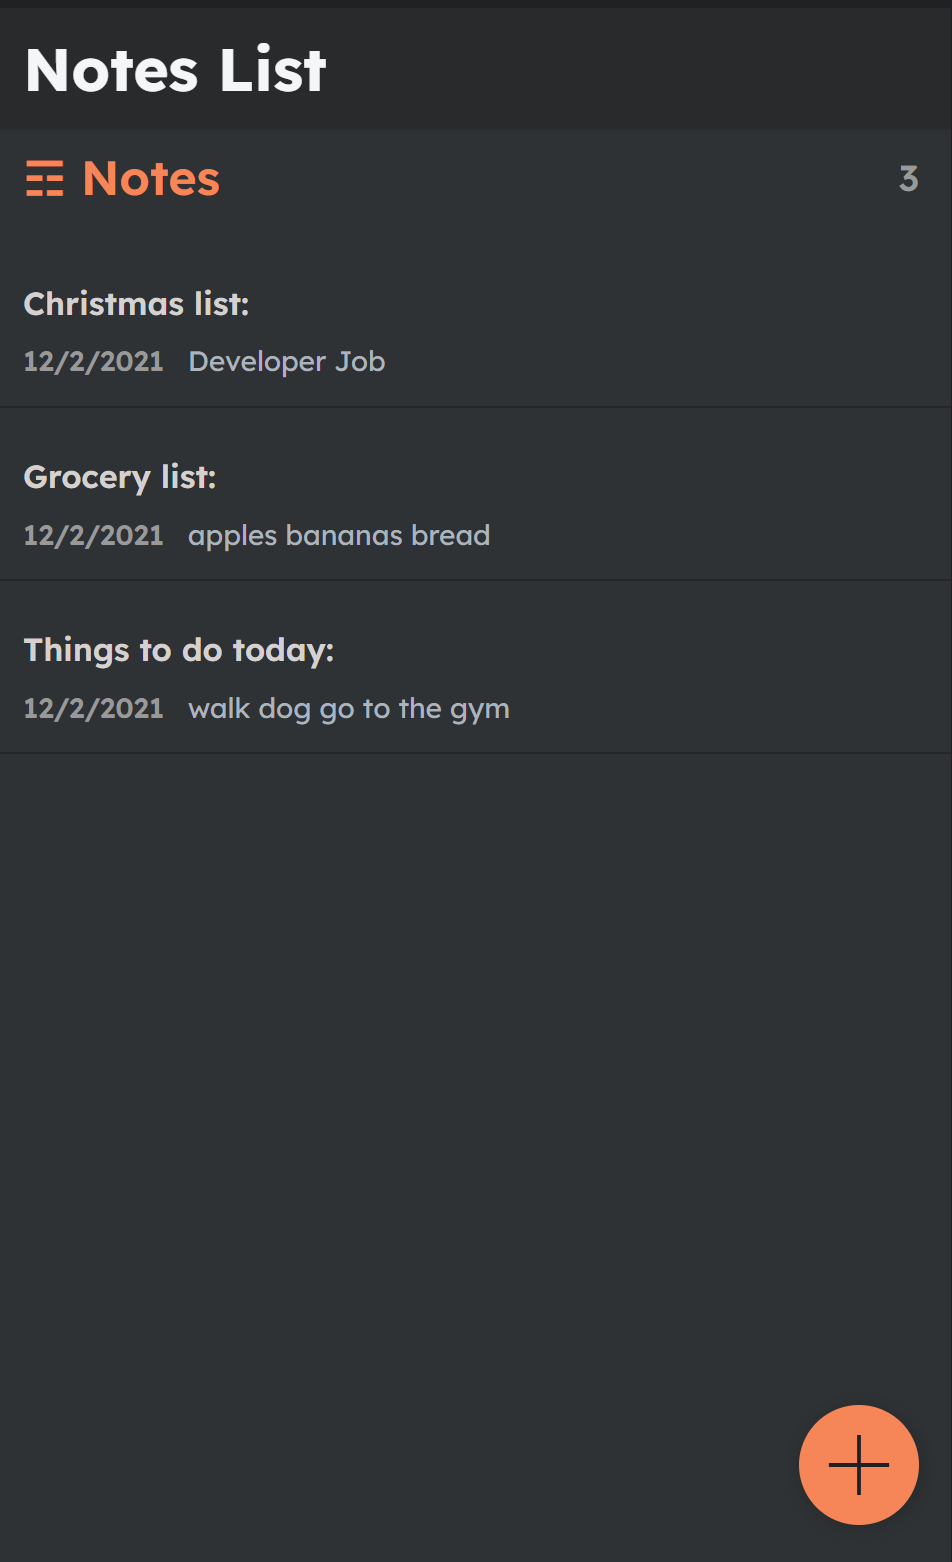 Notes List
☶ Notes 3
Christmas list:
12/2/2021 Developer Job
Grocery list:
12/2/2021 apples bananas bread
Things to do today:
12/2/2021 walk dog go to the gym